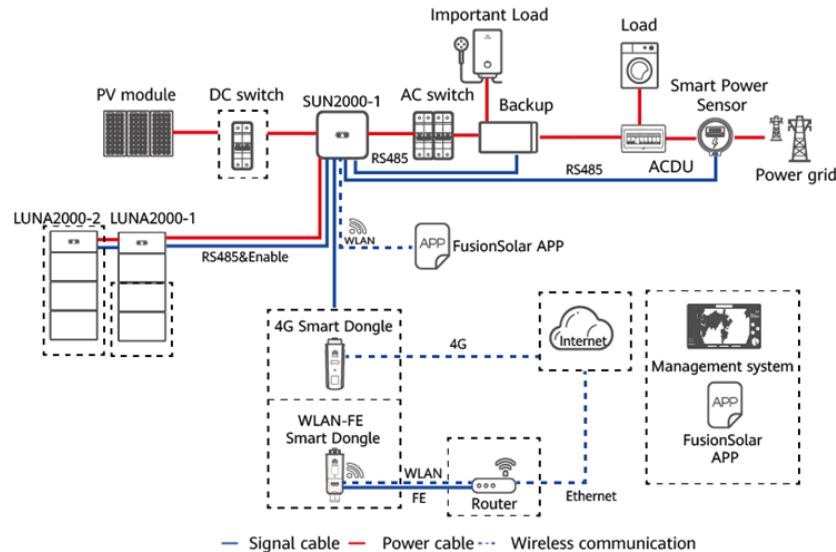 Important Load
Load
PV module
DC switch
SUN2000-1
AC switch
Backup
Smart Power
Sensor
RS485
RS485
ACDU
Power grid
LUNA2000-2
LUNA2000-1
RS485&Enable
WLAN
APP
FusionSolar APP
4G Smart Dongle
4G
Internet
Management system
APP
FusionSolar
APP
WLAN-FE
Smart Dongle
WLAN
FE
Router
Ethernet
Signal cable
Power cable
Wireless communication